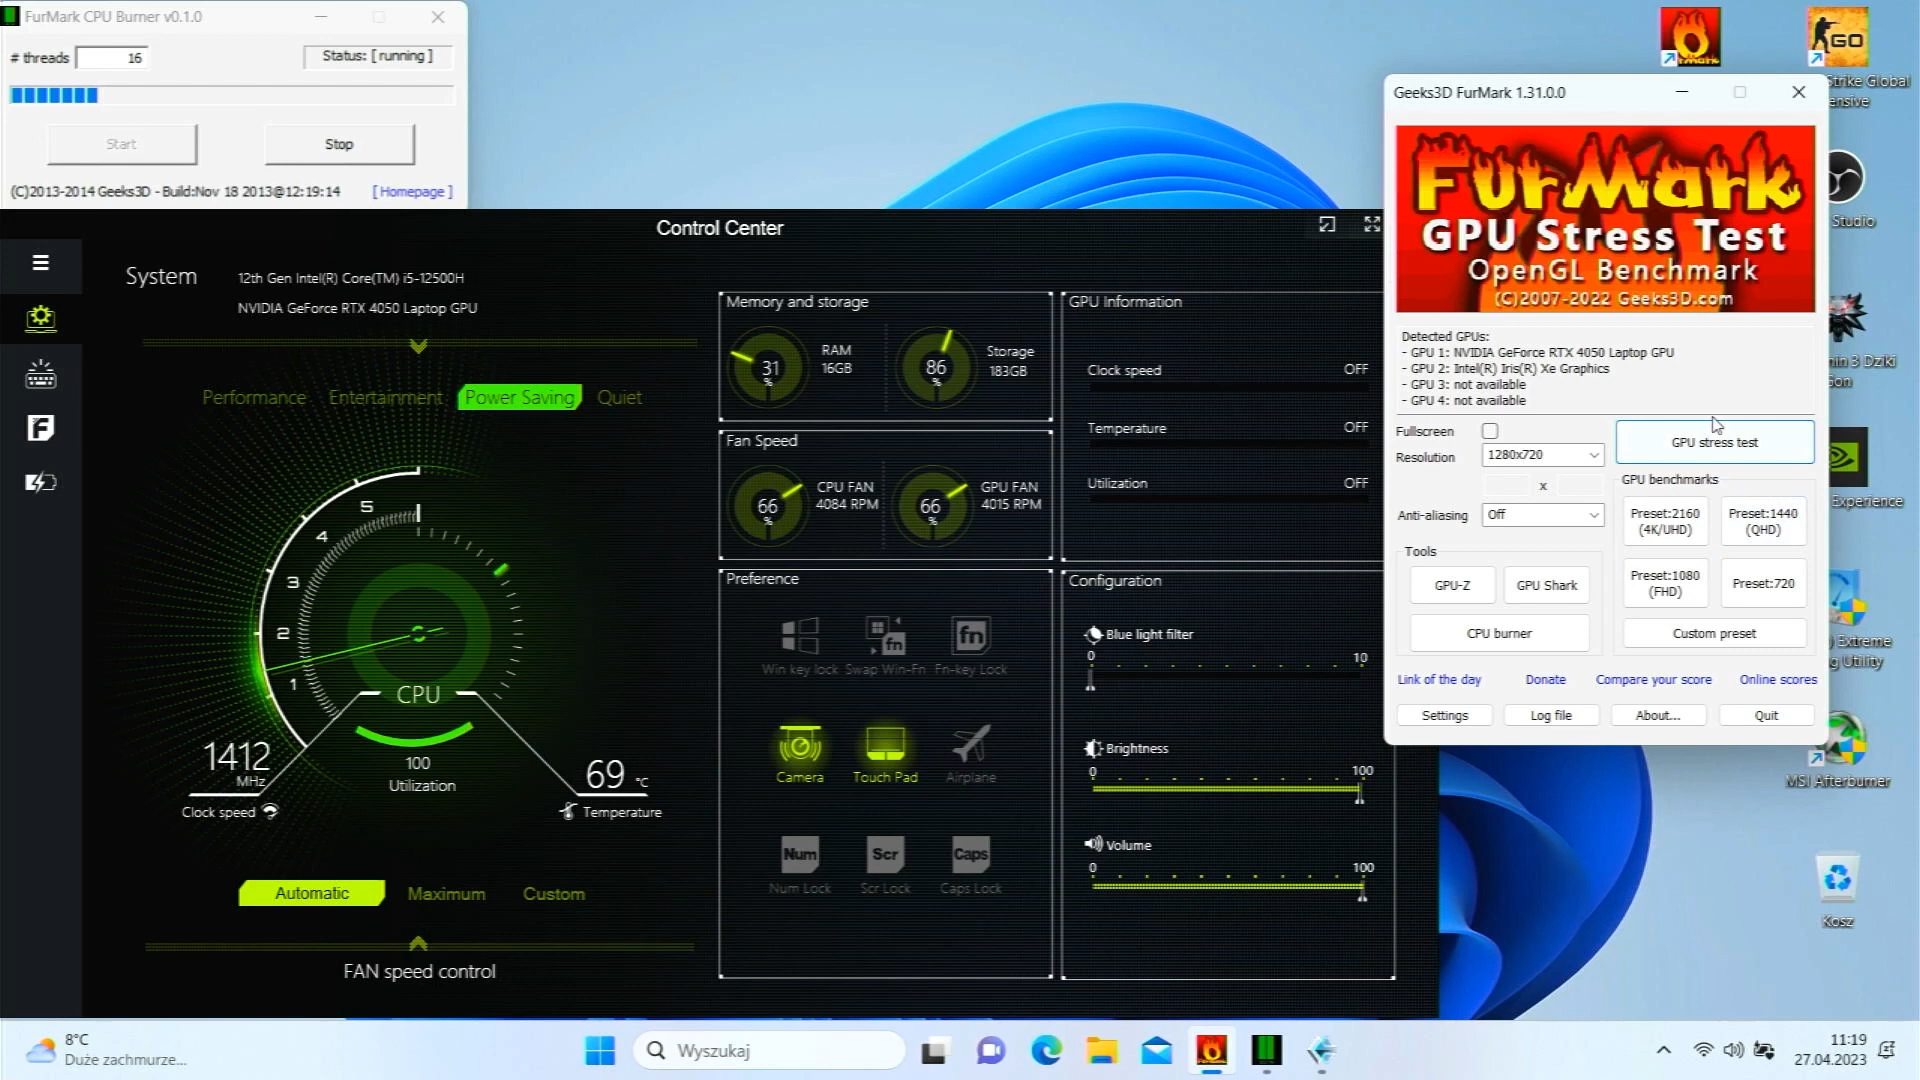 FurMark CPU Burner v0.1.0
# threads 16 Status: [ running ]
Start Stop
(C)2013-2014 Geeks3D - Build:Nov 18 2013@12:19:14 [ Homepage ]
Control Center
System
12th Gen Intel(R) Core(TM) i5-12500H
NVIDIA GeForce RTX 4050 Laptop GPU
Performance Entertainment Power Saving Quiet
5
4
3
2
1
CPU
1412
MHz
Clock speed
100
Utilization
69 °C
Temperature
Automatic Maximum Custom
FAN speed control
Memory and storage
31
%
RAM
16GB
86
%
Storage
183GB
Fan Speed
66
%
CPU FAN
4084 RPM
66
%
GPU FAN
4015 RPM
Preference
fn fn
Win key lock Swap Win-Fn Fn-key Lock
Camera Touch Pad Airplane
Num Scr Caps
Num Lock Scr Lock Caps Lock
GPU Information
Clock speed OFF
Temperature OFF
Utilization OFF
Configuration
Blue light filter
0 10
Brightness
0 100
Volume
0 100
Geeks3D FurMark 1.31.0.0
FurMark
GPU Stress Test
OpenGL Benchmark
(C)2007-2022 Geeks3D.com
Detected GPUs:
- GPU 1: NVIDIA GeForce RTX 4050 Laptop GPU
- GPU 2: Intel(R) Iris(R) Xe Graphics
- GPU 3: not available
- GPU 4: not available
Fullscreen
Resolution 1280x720
x
Anti-aliasing Off
GPU stress test
GPU benchmarks
Preset:2160
(4K/UHD)
Preset:1440
(QHD)
Preset:1080
(FHD)
Preset:720
Custom preset
Tools
GPU-Z GPU Shark
CPU burner
Link of the day Donate Compare your score Online scores
Settings Log file About... Quit
GO
Strike Global
ensive
Studio
Experience
Extreme
g Utility
MSI Afterburner
Kosz
8°C
Duże zachmurze...
Wyszukaj
11:19
27.04.2023